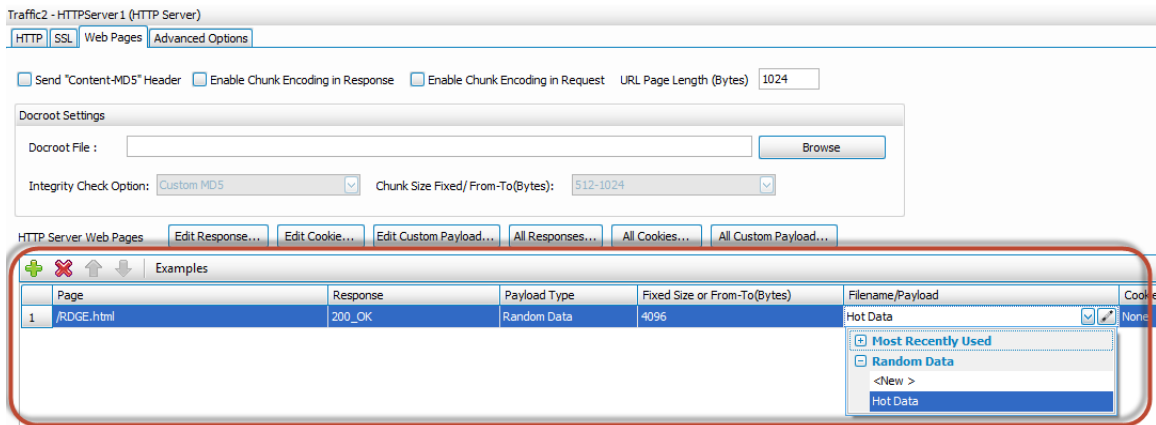 Traffic2 - HTTPServer1 (HTTP Server)
HTTP SSL Web Pages Advanced Options
Send "Content-MD5" Header Enable Chunk Encoding in Response Enable Chunk Encoding in Request URL Page Length (Bytes) 1024
Docroot Settings
Docroot File : Browse
Integrity Check Option: Custom MD5 Chunk Size Fixed/ From-To(Bytes): 512-1024
HTTP Server Web Pages Edit Response... Edit Cookie... Edit Custom Payload... All Responses... All Cookies... All Custom Payload...
Examples
Page Response Payload Type Fixed Size or From-To(Bytes) Filename/Payload Cookie
1 /RDGE.html 200_OK Random Data 4096 Hot Data None
Most Recently Used
Random Data
<New >
Hot Data